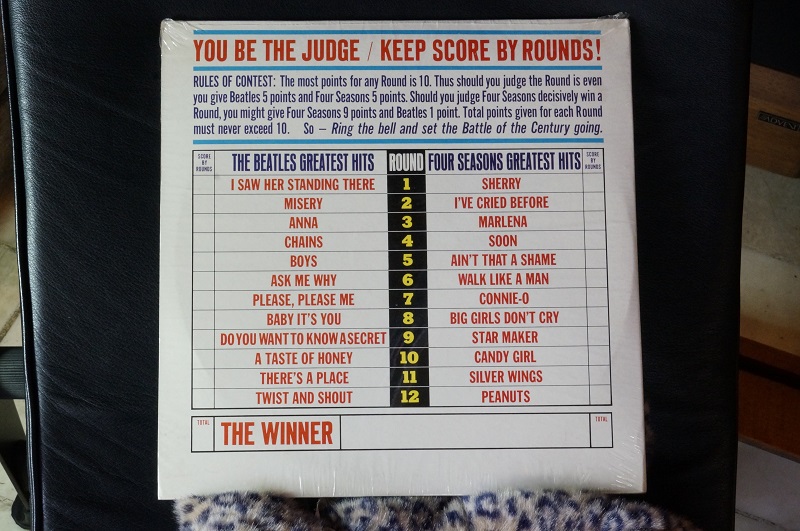 YOU BE THE JUDGE / KEEP SCORE BY ROUNDS!
RULES OF CONTEST: The most points for any Round is 10. Thus should you judge the Round is even
you give Beatles 5 points and Four Seasons 5 points. Should you judge Four Seasons decisively win a
Round, you might give Four Seasons 9 points and Beatles 1 point. Total points given for each Round
must never exceed 10. So – Ring the bell and set the Battle of the Century going.
SCORE BY ROUNDS THE BEATLES GREATEST HITS ROUND FOUR SEASONS GREATEST HITS SCORE BY ROUNDS
I SAW HER STANDING THERE 1 SHERRY
MISERY 2 I'VE CRIED BEFORE
ANNA 3 MARLENA
CHAINS 4 SOON
BOYS 5 AIN'T THAT A SHAME
ASK ME WHY 6 WALK LIKE A MAN
PLEASE, PLEASE ME 7 CONNIE-O
BABY IT'S YOU 8 BIG GIRLS DON'T CRY
DO YOU WANT TO KNOW A SECRET 9 STAR MAKER
A TASTE OF HONEY 10 CANDY GIRL
THERE'S A PLACE 11 SILVER WINGS
TWIST AND SHOUT 12 PEANUTS
TOTAL THE WINNER TOTAL